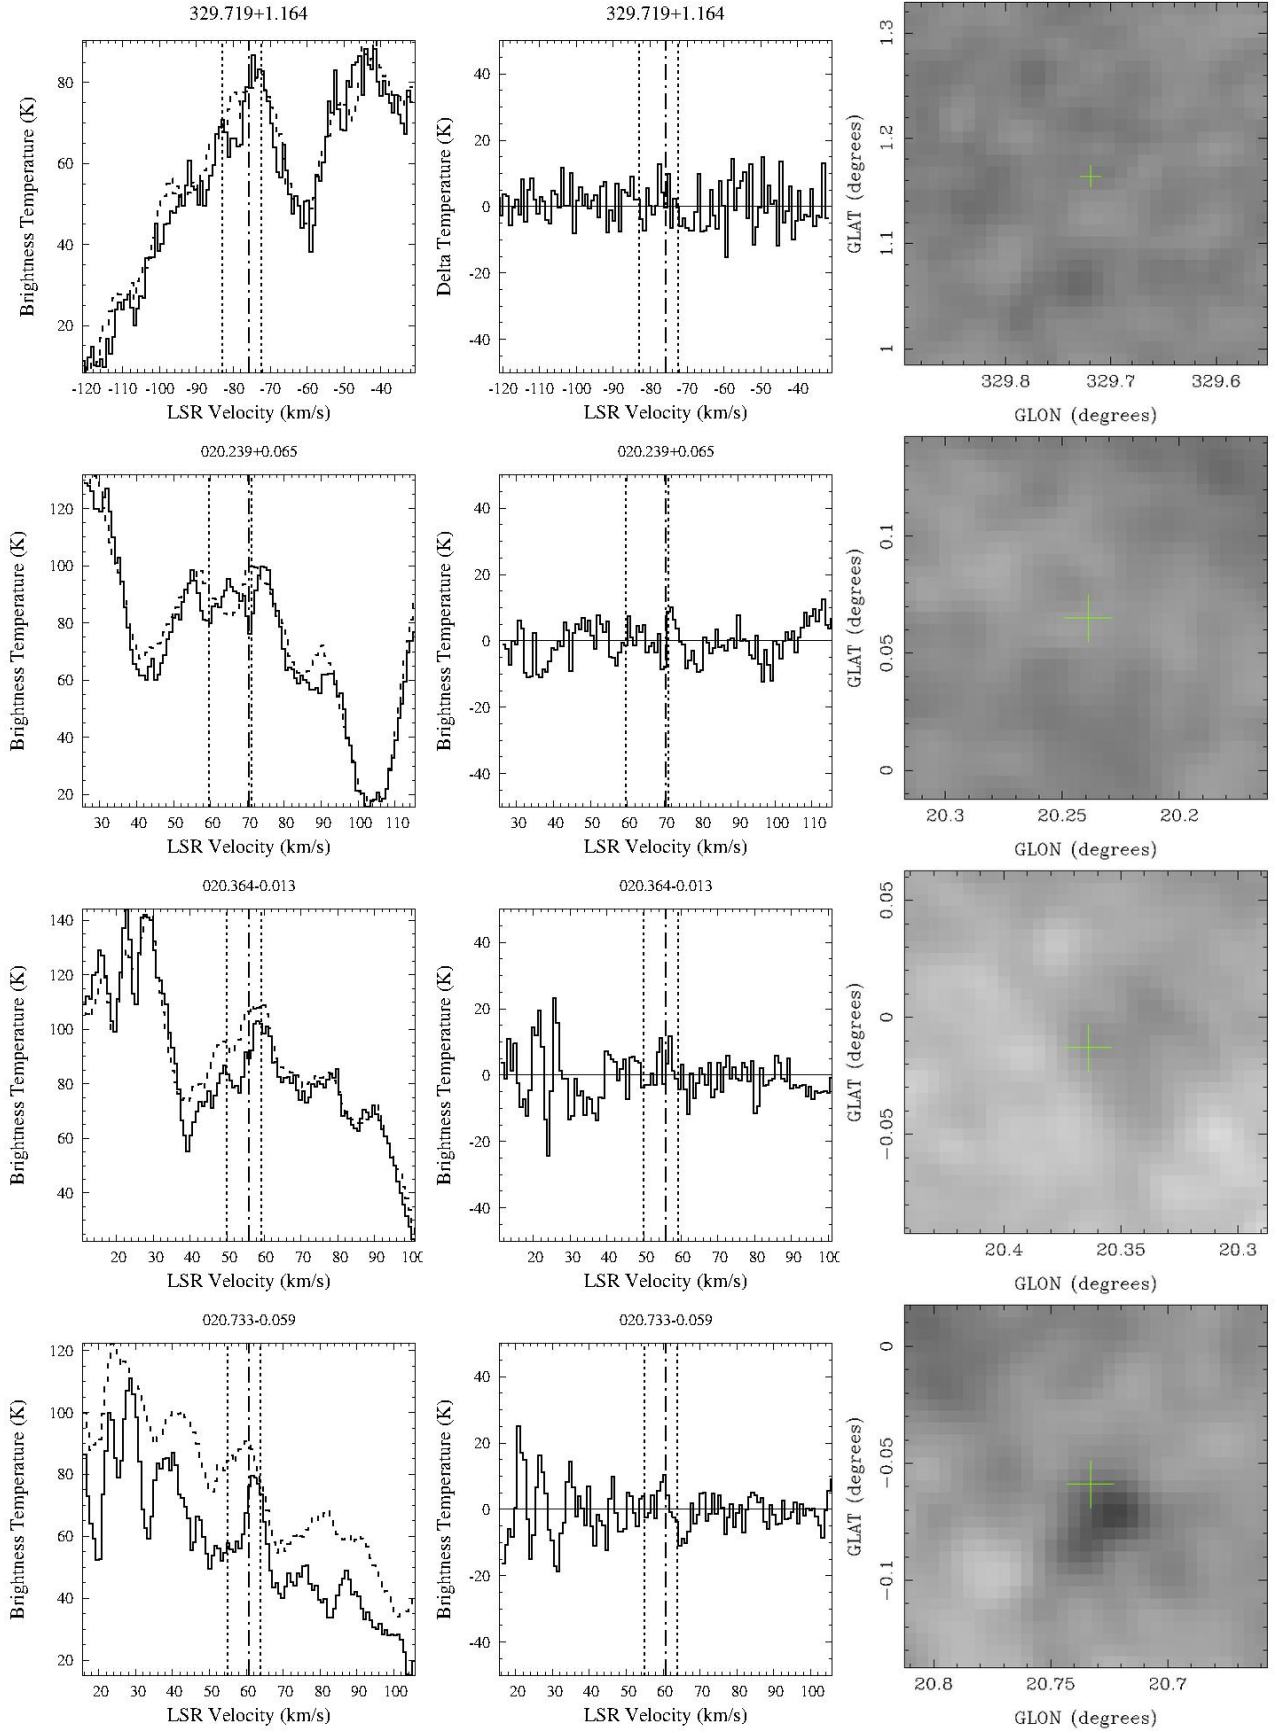 329.719+1.164
329.719+1.164
Brightness Temperature (K)
80
60
40
20
-120 -110 -100 -90 -80 -70 -60 -50 -40
LSR Velocity (km/s)
Delta Temperature (K)
40
20
0
-20
-40
-120 -110 -100 -90 -80 -70 -60 -50 -40
LSR Velocity (km/s)
GLAT (degrees)
1.3
1.2
1.1
1
329.8 329.7 329.6
GLON (degrees)
020.239+0.065
020.239+0.065
Brightness Temperature (K)
120
100
80
60
40
20
30 40 50 60 70 80 90 100 110
LSR Velocity (km/s)
Brightness Temperature (K)
40
20
0
-20
-40
30 40 50 60 70 80 90 100 110
LSR Velocity (km/s)
GLAT (degrees)
0.1
0.05
0
20.3 20.25 20.2
GLON (degrees)
020.364-0.013
020.364-0.013
Brightness Temperature (K)
140
120
100
80
60
40
20 30 40 50 60 70 80 90 100
LSR Velocity (km/s)
Brightness Temperature (K)
40
20
0
-20
-40
20 30 40 50 60 70 80 90 100
LSR Velocity (km/s)
GLAT (degrees)
0.05
0
−0.05
20.4 20.35 20.3
GLON (degrees)
020.733-0.059
020.733-0.059
Brightness Temperature (K)
120
100
80
60
40
20
20 30 40 50 60 70 80 90 100
LSR Velocity (km/s)
Brightness Temperature (K)
40
20
0
-20
-40
20 30 40 50 60 70 80 90 100
LSR Velocity (km/s)
GLAT (degrees)
0
−0.05
−0.1
20.8 20.75 20.7
GLON (degrees)